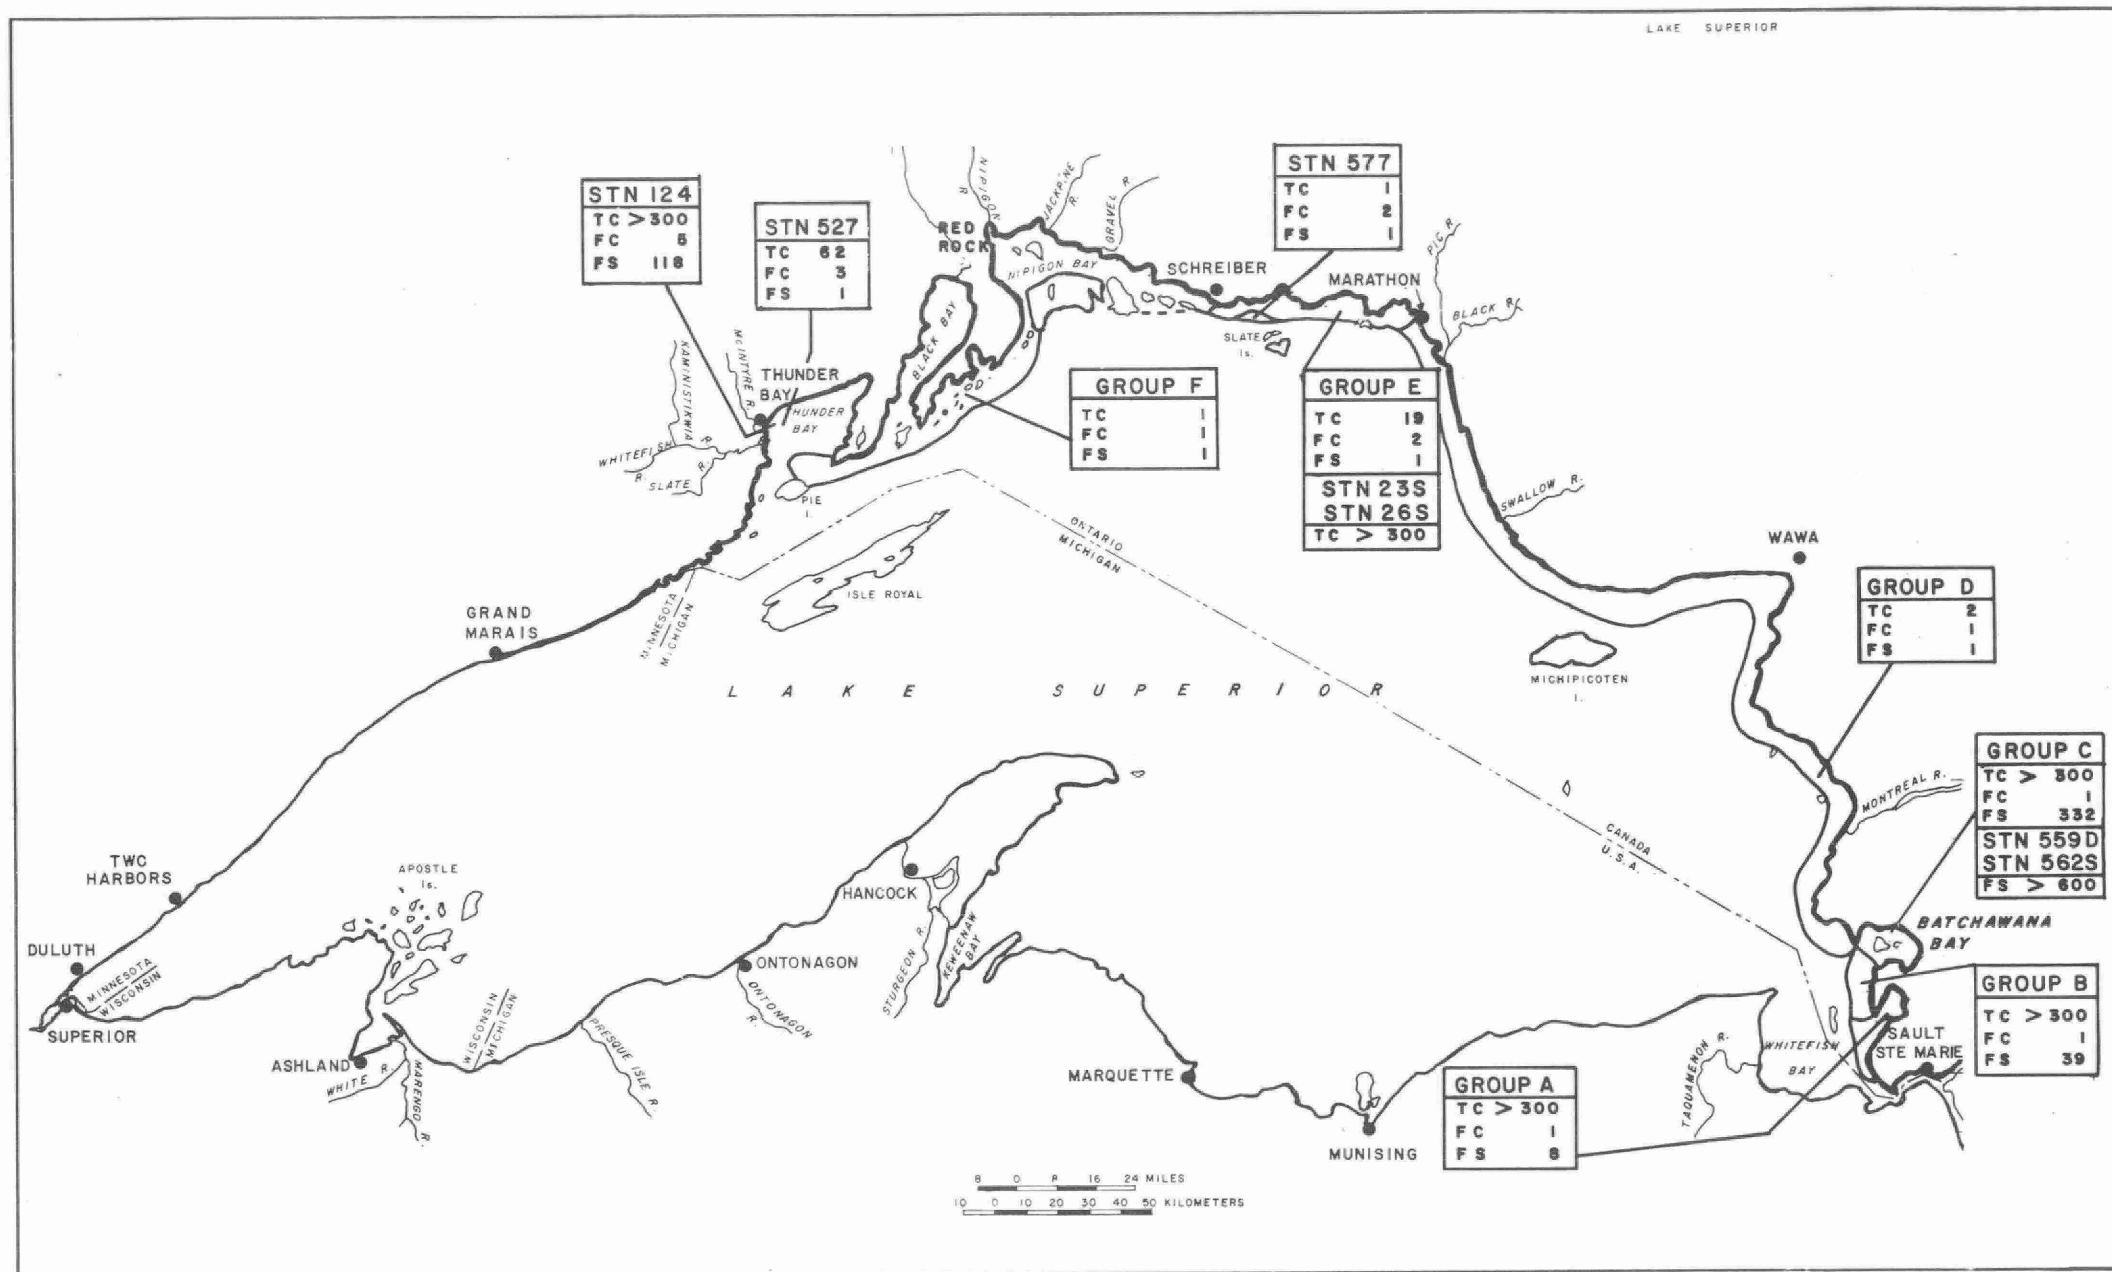 LAKE SUPERIOR
STN 577
TC 1
FC 2
FS 1
STN 124
TC > 300
FC 5
FS 118
STN 527
TC 62
FC 3
FS 1
NIPIGON
R.
JACKPINE
R.
GRAVEL R
RED
ROCK
NIPIGON BAY
SCHREIBER
MARATHON
PIC R.
BLACK R.
SLATE
Is.
BLACK BAY
KAMINISTIKWIA
R.
MCINTYRE R.
THUNDER
BAY
HUNDER
BAY
WHITEFISH
R.
SLATE R.
PIE
I.
GROUP F
TC 1
FC 1
FS 1
GROUP E
TC 19
FC 2
FS 1
STN 23S
STN 26S
TC > 300
SWALLOW R.
ONTARIO
MICHIGAN
WAWA
ISLE ROYAL
GRAND
MARAIS
MINNESOTA
MICHIGAN
GROUP D
TC 2
FC 1
FS 1
MICHIPICOTEN
I.
LAKE SUPERIOR
GROUP C
TC > 300
FC 1
FS 332
STN 559D
STN 562S
FS > 600
MONTREAL R.
CANADA
U.S.A.
TWC
HARBORS
APOSTLE
Is.
HANCOCK
STURGEON R.
KEWEENAW
BAY
BATCHAWANA
BAY
DULUTH
MINNESOTA
WISCONSIN
SUPERIOR
ONTONAGON
ONTONAGON
R.
GROUP B
TC > 300
FC 1
FS 39
WISCONSIN
MICHIGAN
PRESQUE ISLE R.
ASHLAND
WHITE R.
MARENGO R.
MARQUETTE
SAULT
STE MARIE
WHITEFISH
BAY
TAQUAMENON R.
GROUP A
TC > 300
FC 1
FS 8
MUNISING
8 0 8 16 24 MILES
10 0 10 20 30 40 50 KILOMETERS